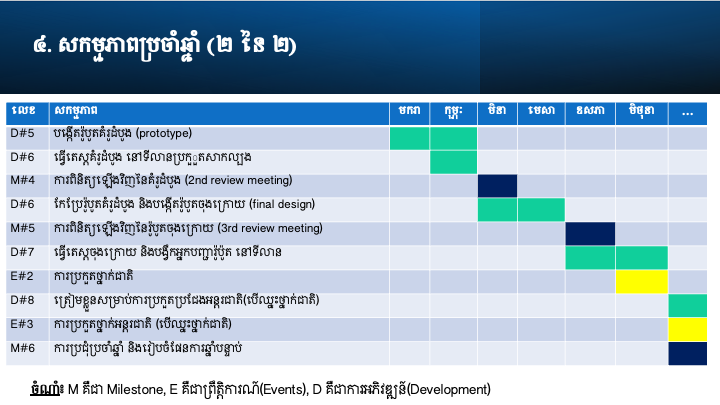 ៤. សកម្មភាពប្រចាំឆ្នាំ (២ នៃ ២)
លេខ សកម្មភាព មករា កុម្ភៈ មិនា មេសា ឧសភា មិថុនា ...
D#5 បង្កើតរ៉ូបូតគំរូដំបូង (prototype)
D#6 ធ្វើតេស្តគំរូដំបូង នៅទីលានប្រកួួតសាកល្បង
M#4 ការពិនិត្យឡើងវិញនៃគំរូដំបូង (2nd review meeting)
D#6 កែប្រែរ៉ូបូតគំរូដំបូង និងបង្កើតរ៉ូបូតចុងក្រោយ (final design)
M#5 ការពិនិត្យឡើងវិញនៃរ៉ូបូតចុងក្រោយ (3rd review meeting)
D#7 ធ្វើតេស្តចុងក្រោយ និងបង្វឹកអ្នកបញ្ជារ៉ូប៉ូត នៅទីលាន
E#2 ការប្រកួតថ្នាក់ជាតិ
D#8 ត្រៀមខ្លួនសម្រាប់ការប្រកួតប្រជែងអន្តរជាតិ(បើឈ្នះថ្នាក់ជាតិ)
E#3 ការប្រកួតថ្នាក់អន្តរជាតិ (បើឈ្នះថ្នាក់ជាតិ)
M#6 ការប្រជុំប្រចាំឆ្នាំ និងរៀបចំផែនការឆ្នាំបន្ទាប់
ចំណាំ៖ M គឺជា Milestone, E គឺជាព្រឹត្តិការណ៍(Events), D គឺជាការអភិវឌ្ឍន៍(Development)